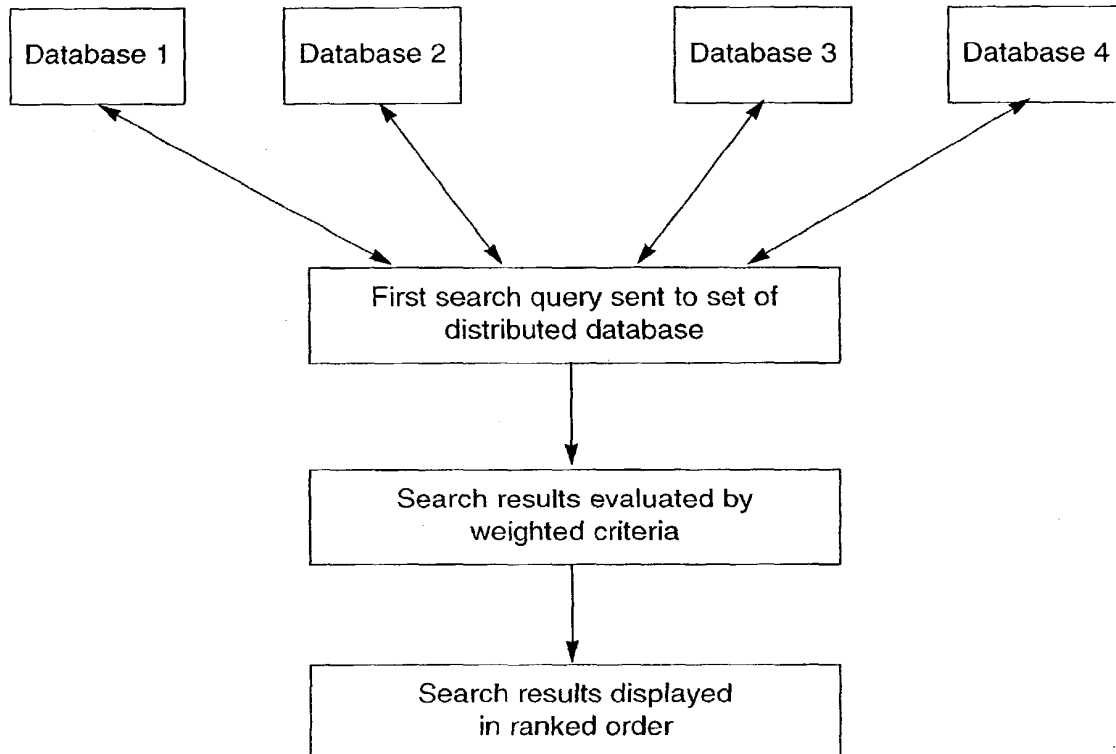 Database 1
Database 2
Database 3
Database 4
First search query sent to set of
distributed database
Search results evaluated by
weighted criteria
Search results displayed
in ranked order